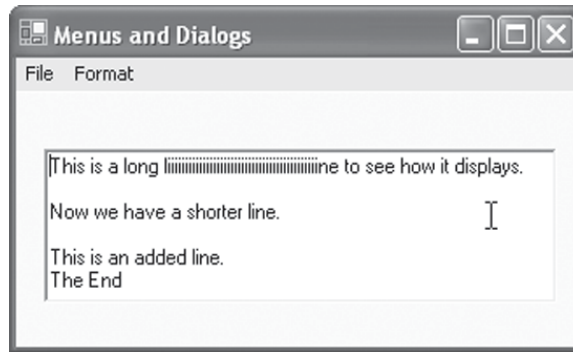 Menus and Dialogs
File Format
This is a long liiiiiiiiiiiiiiiiiiiiiiiiiiiiiiiiiiiiiiiiine to see how it displays.
Now we have a shorter line.
This is an added line.
The End